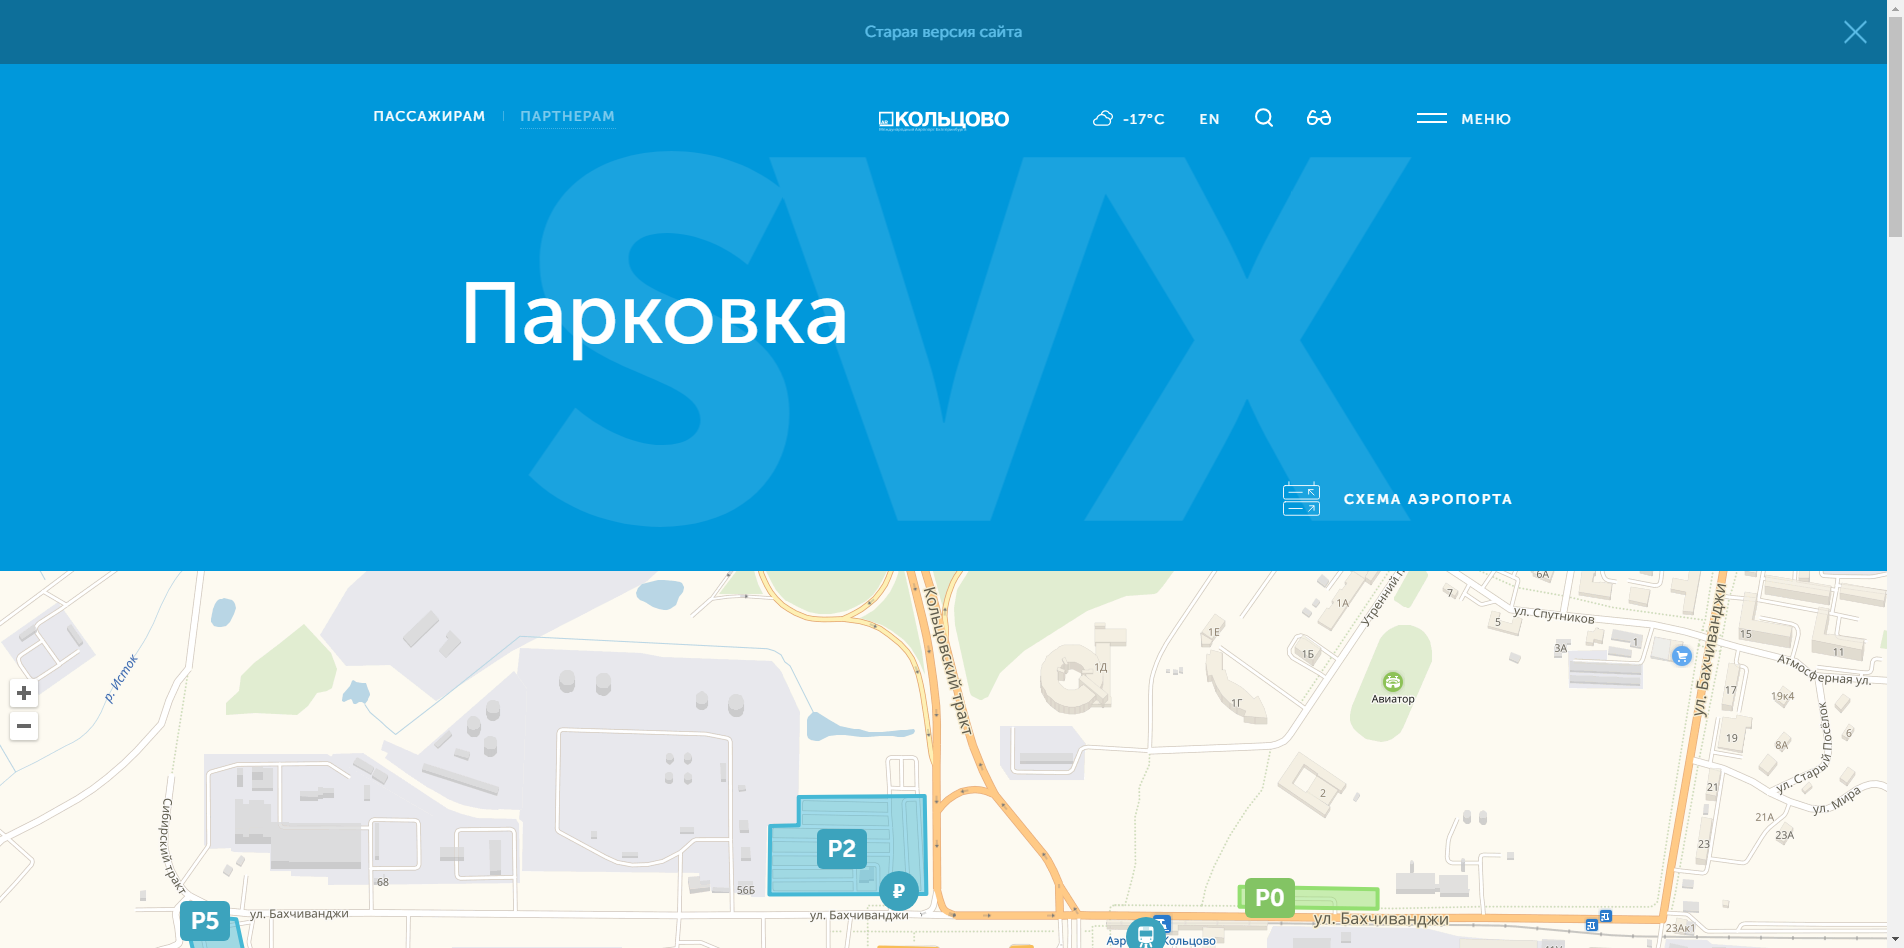 Старая версия сайта
ПАССАЖИРАМ
ПАРТНЕРАМ
КОЛЬЦОВО
-17°C
EN
МЕНЮ
SVX
Парковка
СХЕМА АЭРОПОРТА
р. Исток
Кольцовский тракт
Утренний п
ул. Спутников
ул. Бахчиванджи
Атмосферная ул.
ул. Старый Посёлок
ул. Мира
Сибирский тракт
6А
7
5
3А
1
1А
1Е
1Б
1Д
1Г
Авиатор
15
11
17
19к4
19
8А
6
2
21
21А
23А
23
68
56Б
P2
₽
P0
P5
ул. Бахчиванджи
ул. Бахчиванджи
ул. Бахчиванджи
23Ак1
Кольцово